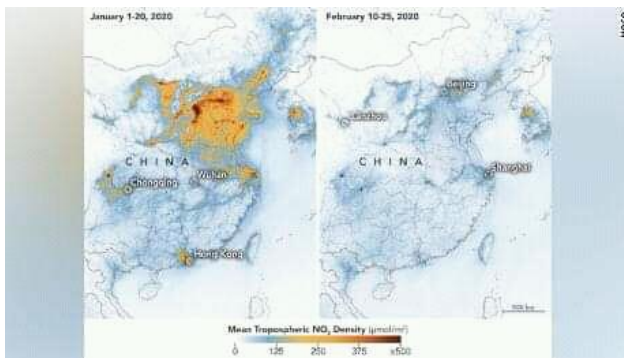 January 1-20, 2020
February 10-25, 2020
Beijing
Lanzhou
CHINA
CHINA
Chongqing
Wuhan
Shanghai
Hong Kong
Mean Tropospheric NO₂ Density (µmol/m²)
0 125 250 375 ≥500